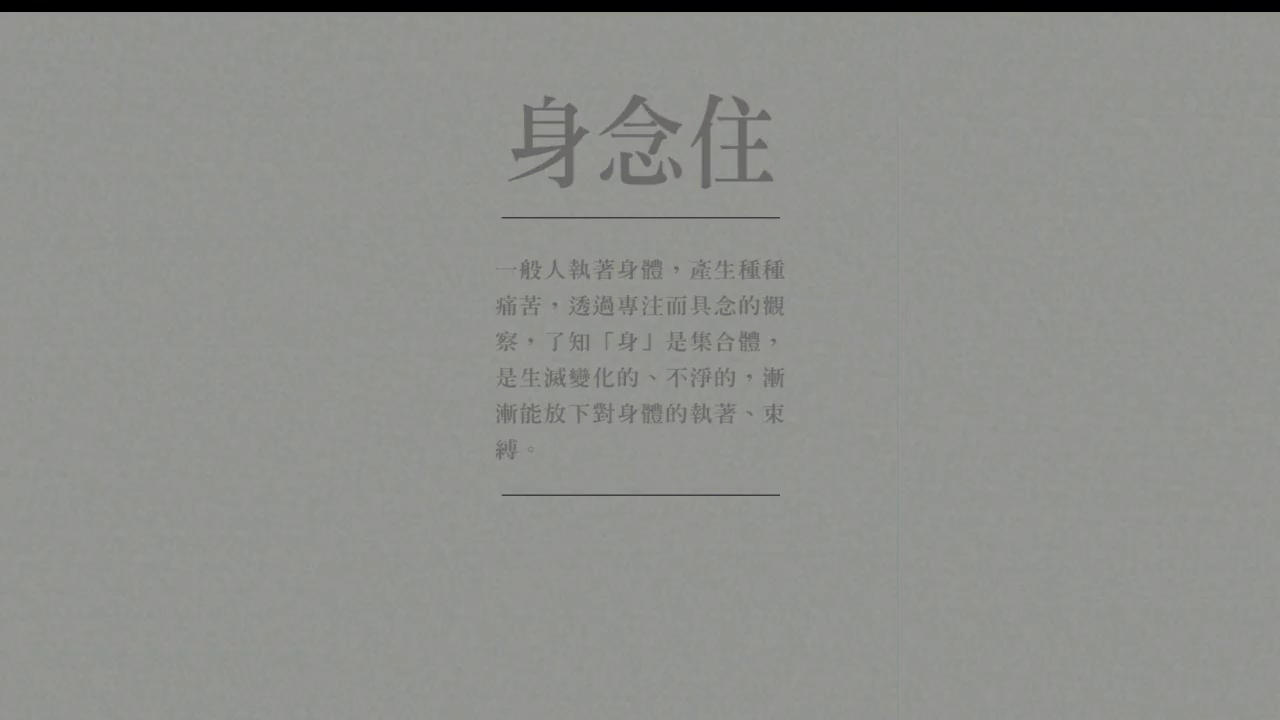 身念住
一般人執著身體，產生種種
痛苦，透過專注而具念的觀
察，了知「身」是集合體，
是生滅變化的、不淨的，漸
漸能放下對身體的執著、束
縛。